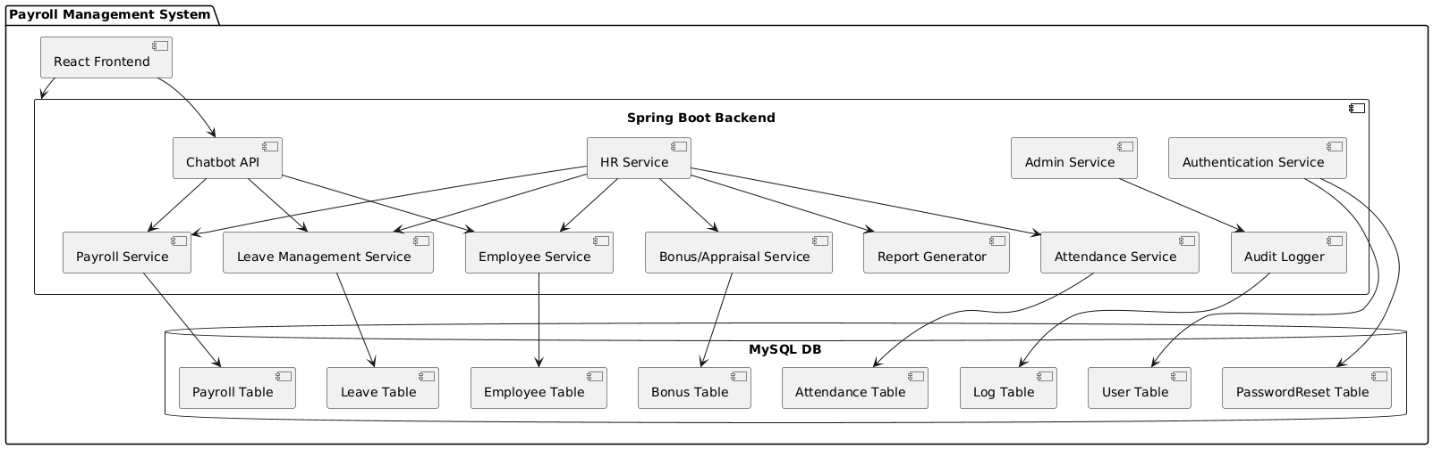 Payroll Management System
React Frontend
Spring Boot Backend
Chatbot API
HR Service
Admin Service
Authentication Service
Payroll Service
Leave Management Service
Employee Service
Bonus/Appraisal Service
Report Generator
Attendance Service
Audit Logger
MySQL DB
Payroll Table
Leave Table
Employee Table
Bonus Table
Attendance Table
Log Table
User Table
PasswordReset Table